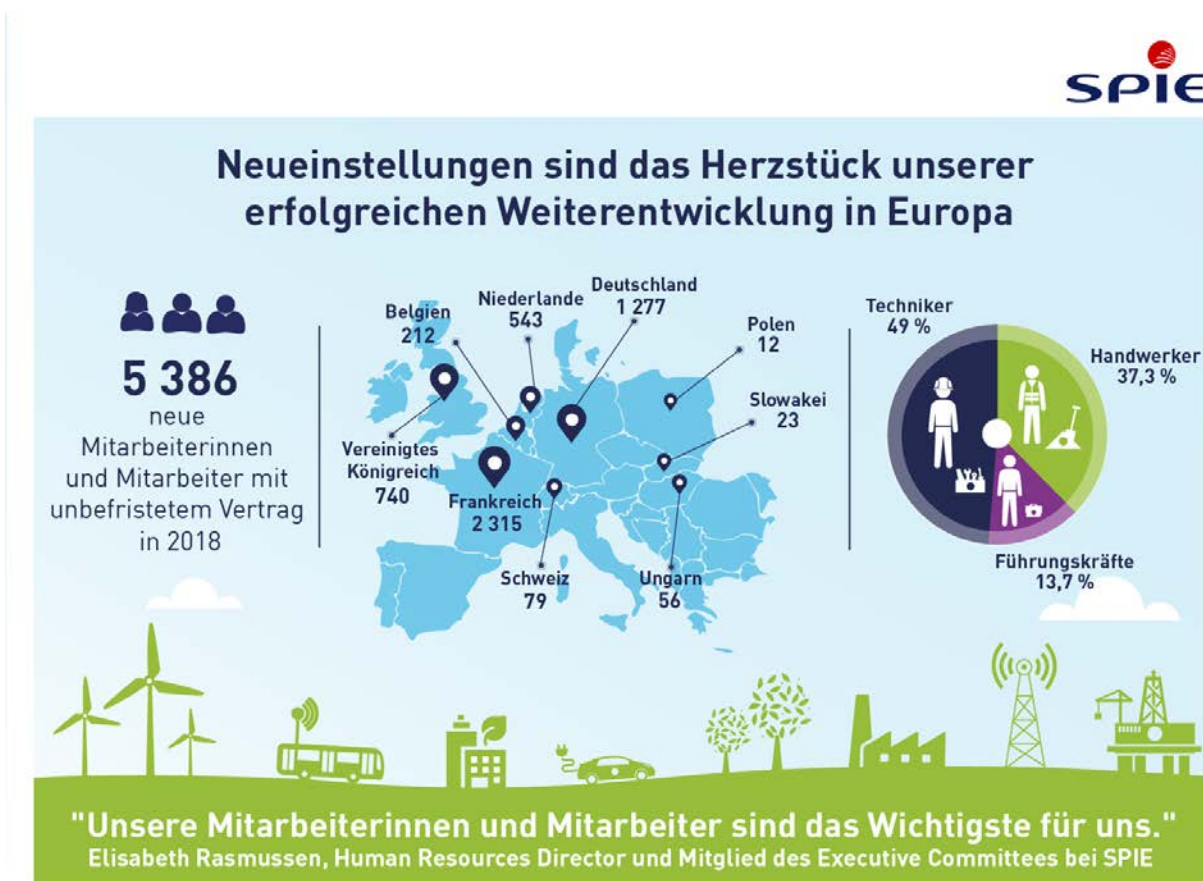 SPIE
Neueinstellungen sind das Herzstück unserer
erfolgreichen Weiterentwicklung in Europa
5 386
neue
Mitarbeiterinnen
und Mitarbeiter mit
unbefristetem Vertrag
in 2018
Belgien
212
Niederlande
543
Deutschland
1 277
Polen
12
Slowakei
23
Vereinigtes
Königreich
740
Frankreich
2 315
Schweiz
79
Ungarn
56
Techniker
49 %
Handwerker
37,3 %
Führungskräfte
13,7 %
"Unsere Mitarbeiterinnen und Mitarbeiter sind das Wichtigste für uns."
Elisabeth Rasmussen, Human Resources Director und Mitglied des Executive Committees bei SPIE